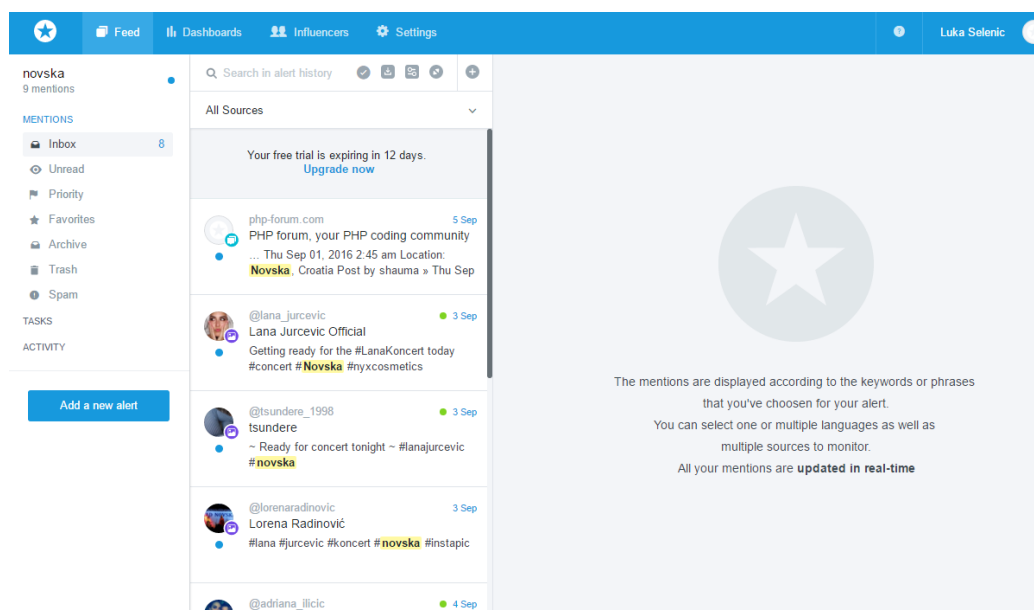 Feed
Dashboards
Influencers
Settings
?
Luka Selenic
novska
9 mentions
MENTIONS
Inbox 8
Unread
Priority
Favorites
Archive
Trash
Spam
TASKS
ACTIVITY
Add a new alert
Search in alert history
All Sources
Your free trial is expiring in 12 days.
Upgrade now
php-forum.com 5 Sep
PHP forum, your PHP coding community
... Thu Sep 01, 2016 2:45 am Location:
Novska, Croatia Post by shauma » Thu Sep
@lana_jurcevic 3 Sep
Lana Jurcevic Official
Getting ready for the #LanaKoncert today
#concert #Novska #nyxcosmetics
@tsundere_1998 3 Sep
tsundere
~ Ready for concert tonight ~ #lanajurcevic
#novska
@lorenaradinovic 3 Sep
Lorena Radinović
#lana #jurcevic #koncert #novska #instapic
@adriana_ilicic 4 Sep
The mentions are displayed according to the keywords or phrases
that you've choosen for your alert.
You can select one or multiple languages as well as
multiple sources to monitor.
All your mentions are updated in real-time